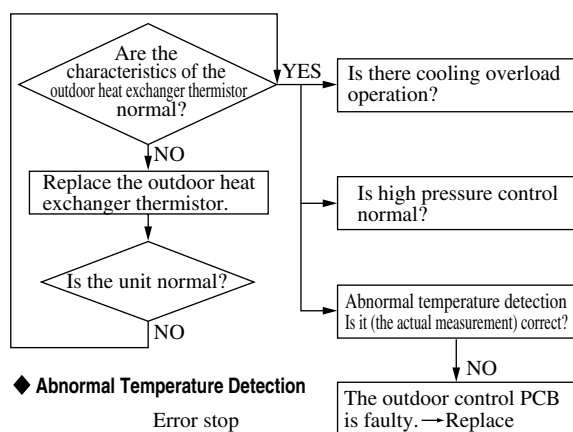 Are the
characteristics of the
outdoor heat exchanger thermistor
normal?
YES
Is there cooling overload
operation?
NO
Replace the outdoor heat
exchanger thermistor.
Is high pressure control
normal?
Is the unit normal?
NO
Abnormal temperature detection
Is it (the actual measurement) correct?
NO
The outdoor control PCB
is faulty. → Replace
◆ Abnormal Temperature Detection
Error stop